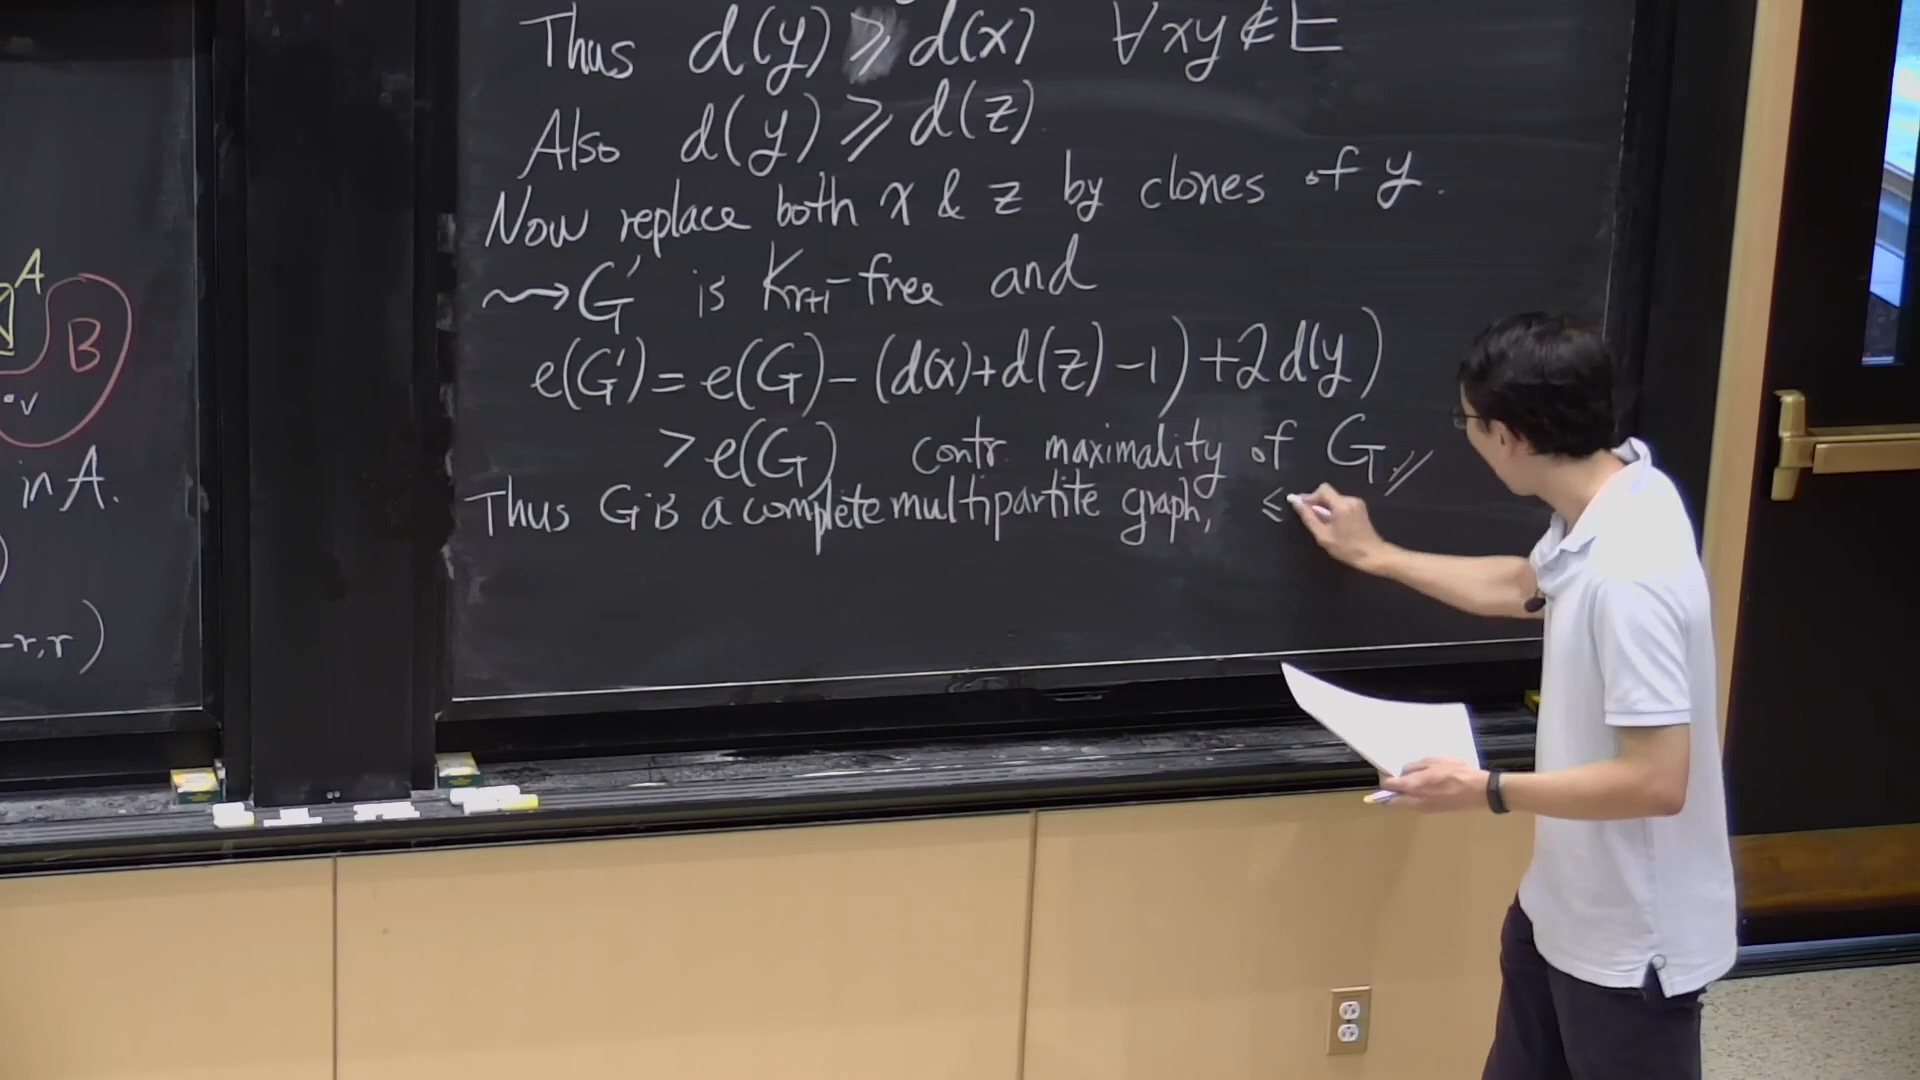 A
B
v
in A.
)
-r,r)
Thus d(y) ≥ d(x) ∀xy∉E
Also d(y) ≥ d(z)
Now replace both x & z by clones of y.
⇝ G' is K_{r+1}-free and
e(G') = e(G) - (d(x)+d(z)-1) + 2d(y)
> e(G) contr. maximality of G.//
Thus G is a complete multipartite graph, ≤